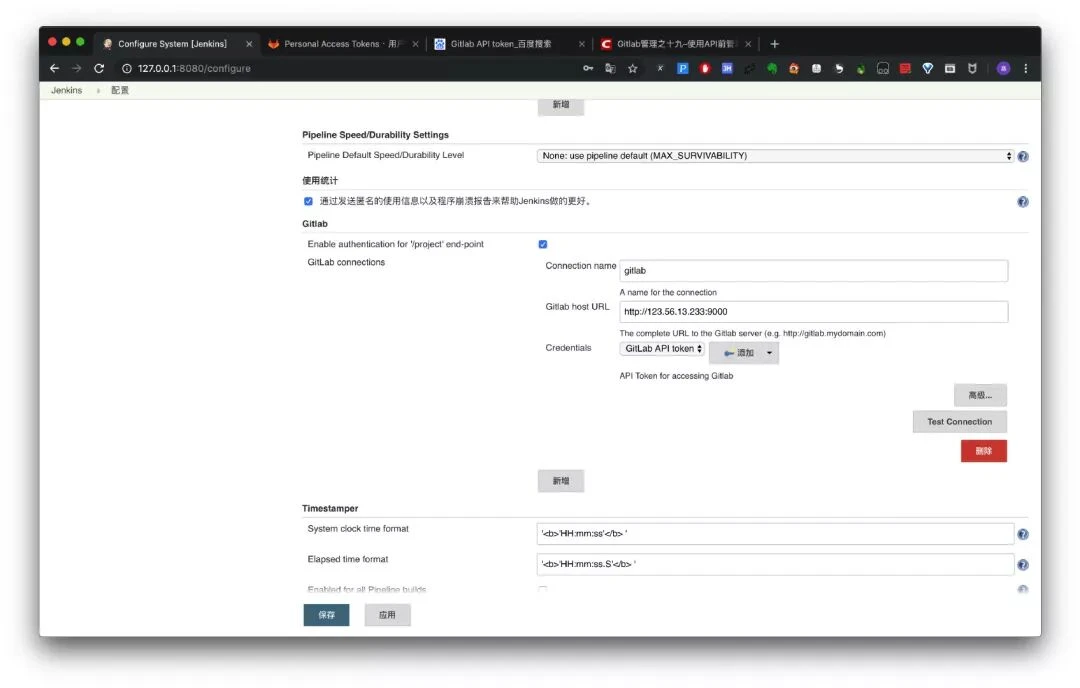 Configure System [Jenkins]
Personal Access Tokens · 用户
Gitlab API token_百度搜索
Gitlab管理之十九–使用API前管理
127.0.0.1:8080/configure
Jenkins
配置
新增
Pipeline Speed/Durability Settings
Pipeline Default Speed/Durability Level
None: use pipeline default (MAX_SURVIVABILITY)
使用统计
通过发送匿名的使用信息以及程序崩溃报告来帮助Jenkins做的更好。
Gitlab
Enable authentication for '/project' end-point
GitLab connections
Connection name
gitlab
A name for the connection
Gitlab host URL
http://123.56.13.233:9000
The complete URL to the Gitlab server (e.g. http://gitlab.mydomain.com)
Credentials
GitLab API token
添加
API Token for accessing Gitlab
高级...
Test Connection
删除
新增
Timestamper
System clock time format
'<b>'HH:mm:ss'</b> '
Elapsed time format
'<b>'HH:mm:ss.S'</b> '
Enabled for all Pipeline builds
保存
应用